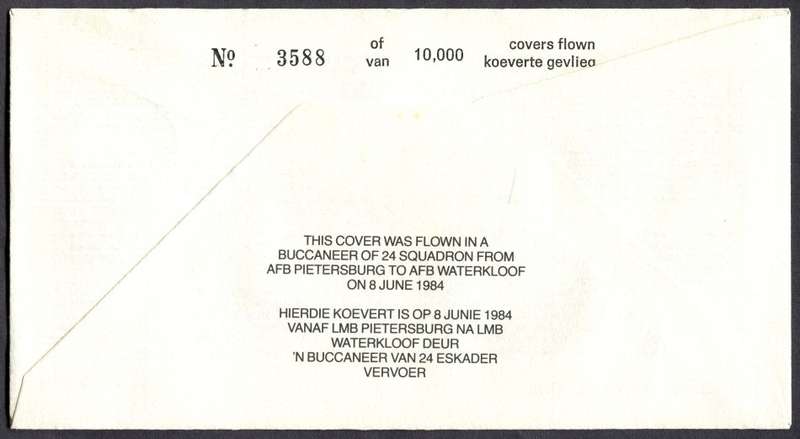 No 3588 of van 10,000 covers flown koeverte gevlieg
THIS COVER WAS FLOWN IN A
BUCCANEER OF 24 SQUADRON FROM
AFB PIETERSBURG TO AFB WATERKLOOF
ON 8 JUNE 1984
HIERDIE KOEVERT IS OP 8 JUNIE 1984
VANAF LMB PIETERSBURG NA LMB
WATERKLOOF DEUR
'N BUCCANEER VAN 24 ESKADER
VERVOER